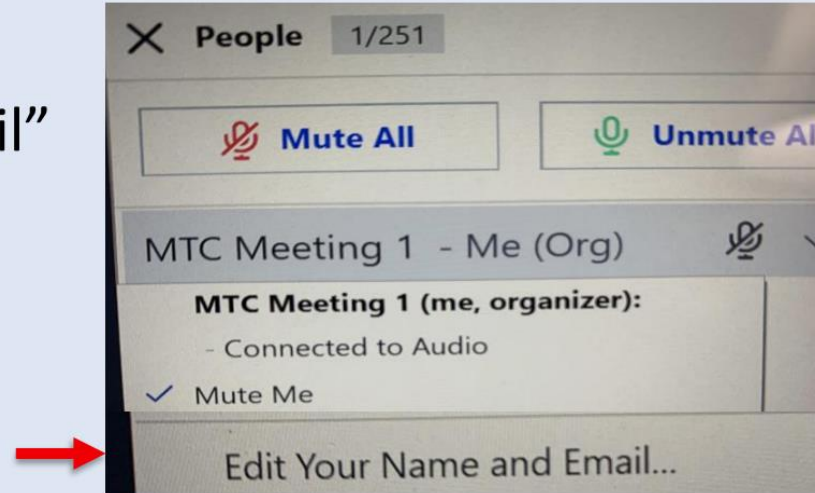 il”
X People 1/251
Mute All Unmute Al
MTC Meeting 1 - Me (Org)
MTC Meeting 1 (me, organizer):
- Connected to Audio
✓ Mute Me
Edit Your Name and Email...